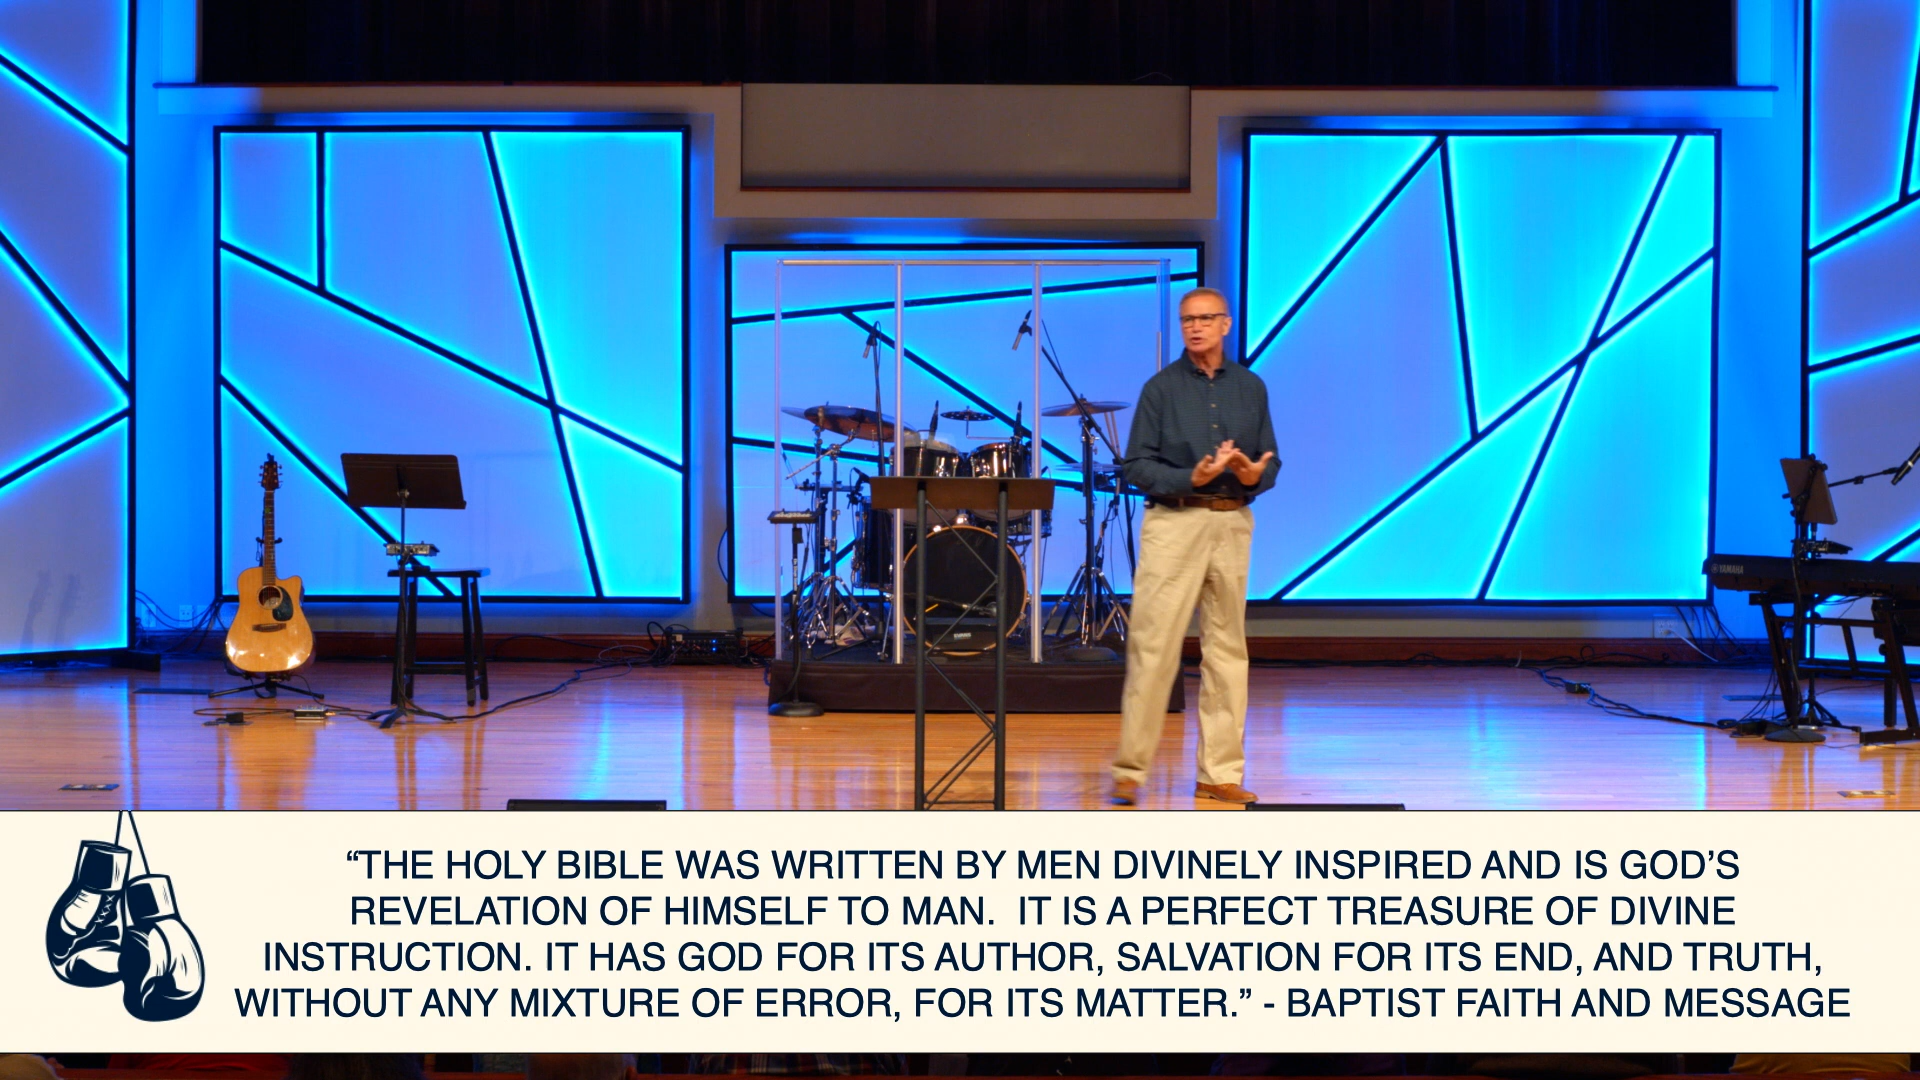 YAMAHA
“THE HOLY BIBLE WAS WRITTEN BY MEN DIVINELY INSPIRED AND IS GOD’S
REVELATION OF HIMSELF TO MAN.  IT IS A PERFECT TREASURE OF DIVINE
INSTRUCTION. IT HAS GOD FOR ITS AUTHOR, SALVATION FOR ITS END, AND TRUTH,
WITHOUT ANY MIXTURE OF ERROR, FOR ITS MATTER.” - BAPTIST FAITH AND MESSAGE